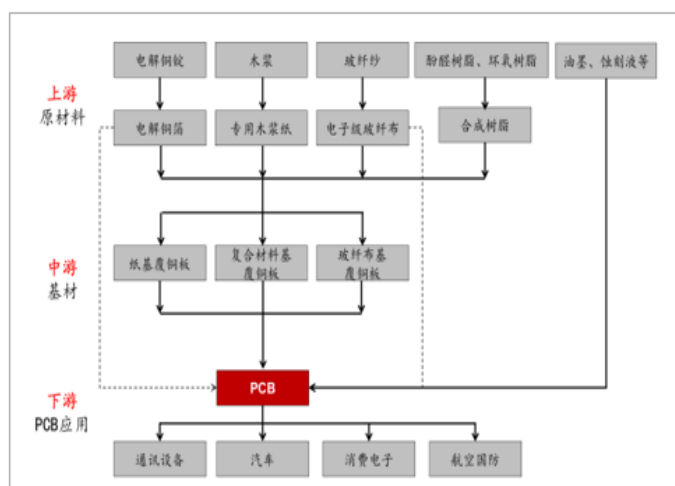 电解铜锭
木浆
玻纤纱
酚醛树脂、环氧树脂
油墨、蚀刻液等
上游
原材料
电解铜箔
专用木浆纸
电子级玻纤布
合成树脂
中游
基材
纸基覆铜板
复合材料基
覆铜板
玻纤布基
覆铜板
PCB
下游
PCB应用
通讯设备
汽车
消费电子
航空国防